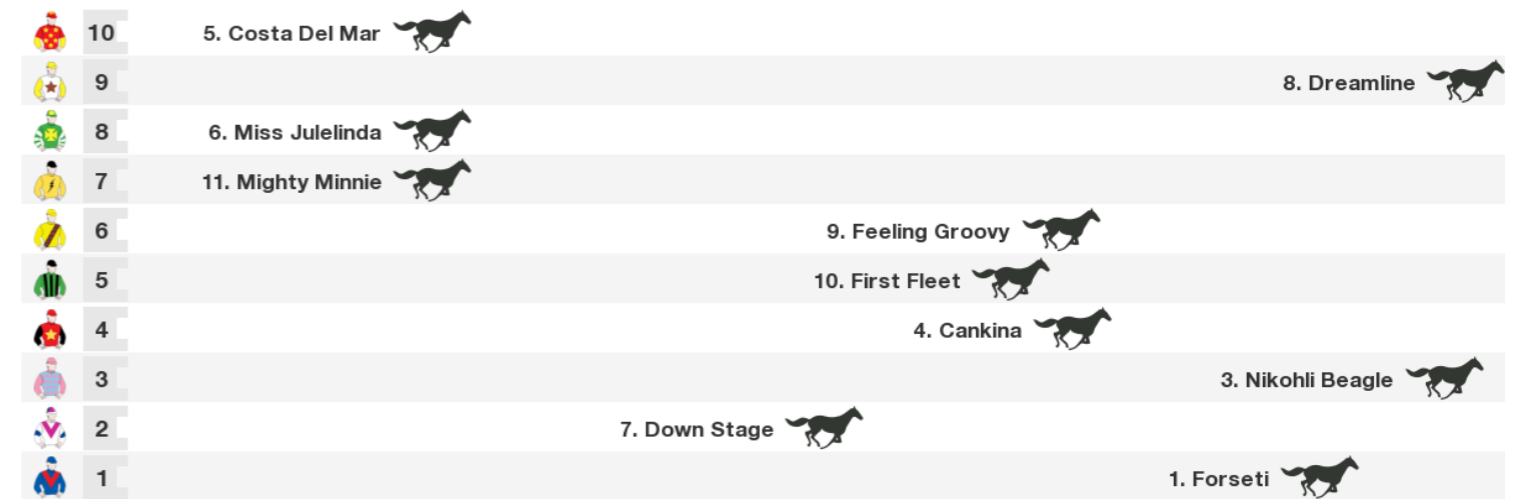 10 5. Costa Del Mar
9 8. Dreamline
8 6. Miss Julelinda
7 11. Mighty Minnie
6 9. Feeling Groovy
5 10. First Fleet
4 4. Cankina
3 3. Nikohli Beagle
2 7. Down Stage
1 1. Forseti